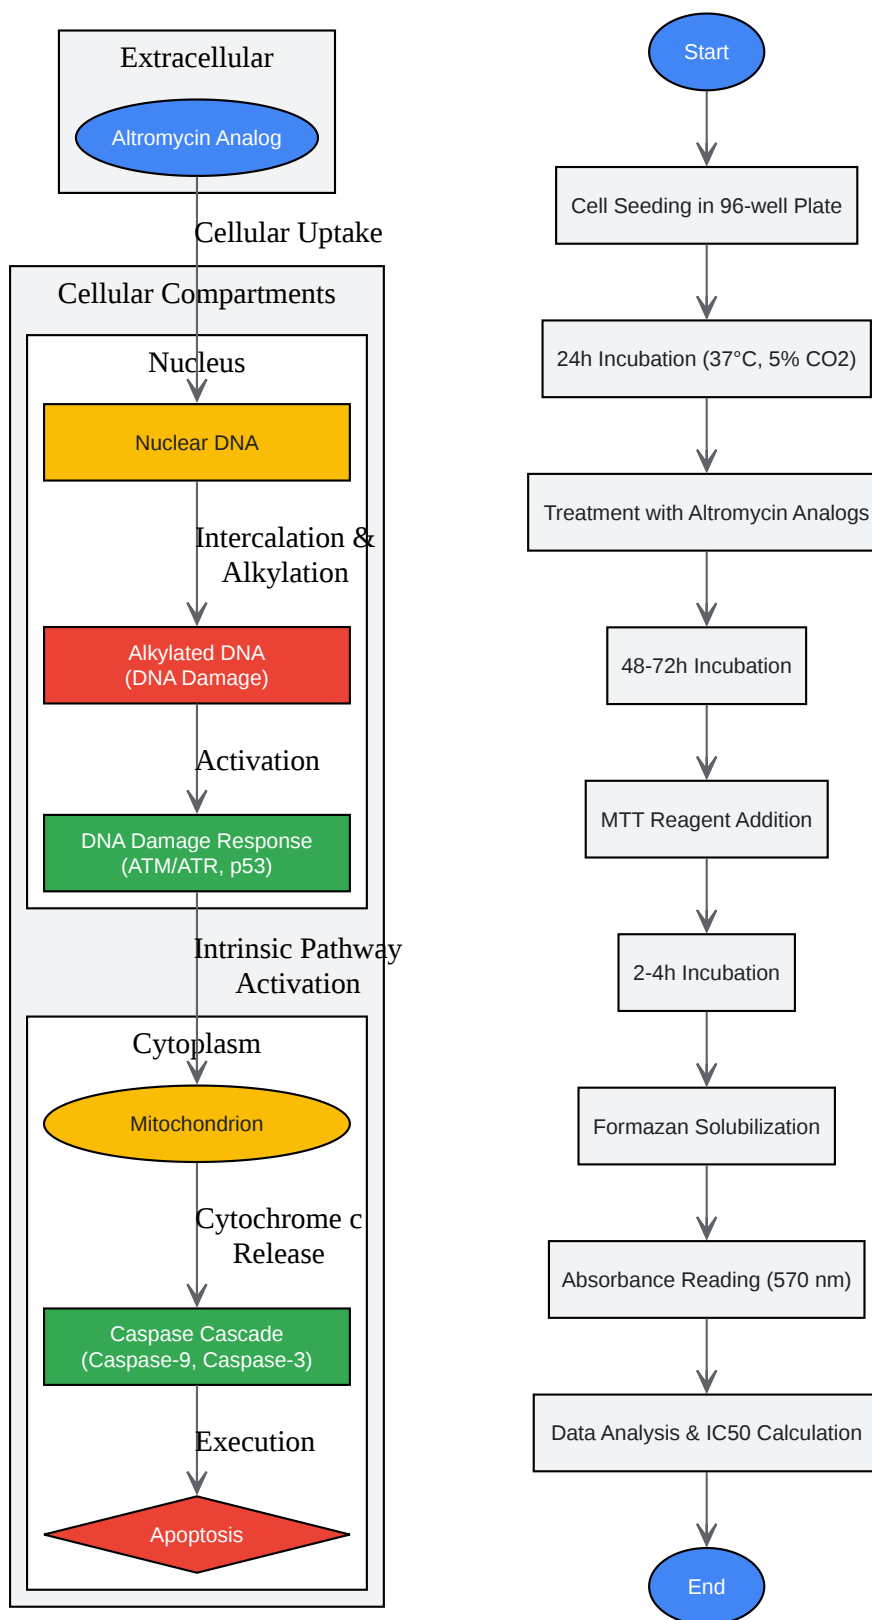 Extracellular
Altromycin Analog
Cellular Uptake
Cellular Compartments
Nucleus
Nuclear DNA
Intercalation &
Alkylation
Alkylated DNA
(DNA Damage)
Activation
DNA Damage Response
(ATM/ATR, p53)
Intrinsic Pathway
Activation
Cytoplasm
Mitochondrion
Cytochrome c
Release
Caspase Cascade
(Caspase-9, Caspase-3)
Execution
Apoptosis
Start
Cell Seeding in 96-well Plate
24h Incubation (37°C, 5% CO2)
Treatment with Altromycin Analogs
48-72h Incubation
MTT Reagent Addition
2-4h Incubation
Formazan Solubilization
Absorbance Reading (570 nm)
Data Analysis & IC50 Calculation
End